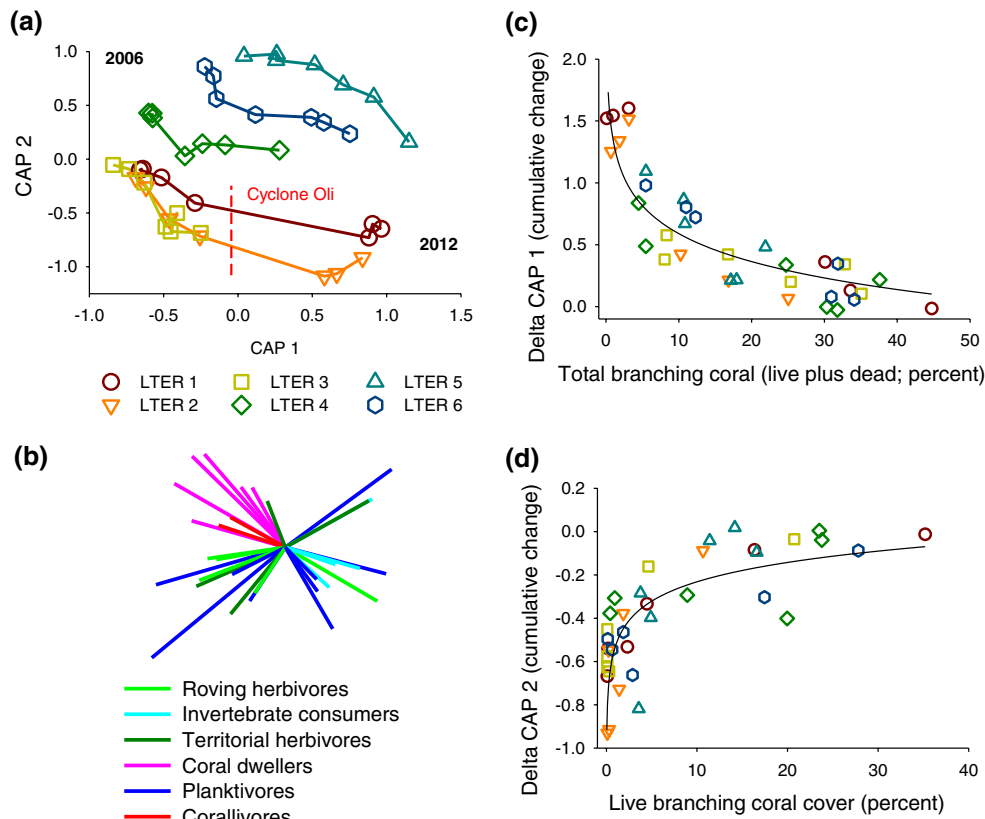 (a)
2006
1.0
0.5
0.0
-0.5
-1.0
CAP 2
Cyclone Oli
2012
-1.0 -0.5 0.0 0.5 1.0 1.5
CAP 1
LTER 1 LTER 3 LTER 5
LTER 2 LTER 4 LTER 6
(b)
Roving herbivores
Invertebrate consumers
Territorial herbivores
Coral dwellers
Planktivores
Corallivores
(c)
2.0
1.5
1.0
0.5
0.0
Delta CAP 1 (cumulative change)
0 10 20 30 40 50
Total branching coral (live plus dead; percent)
(d)
0.2
0.0
-0.2
-0.4
-0.6
-0.8
-1.0
Delta CAP 2 (cumulative change)
0 10 20 30 40
Live branching coral cover (percent)